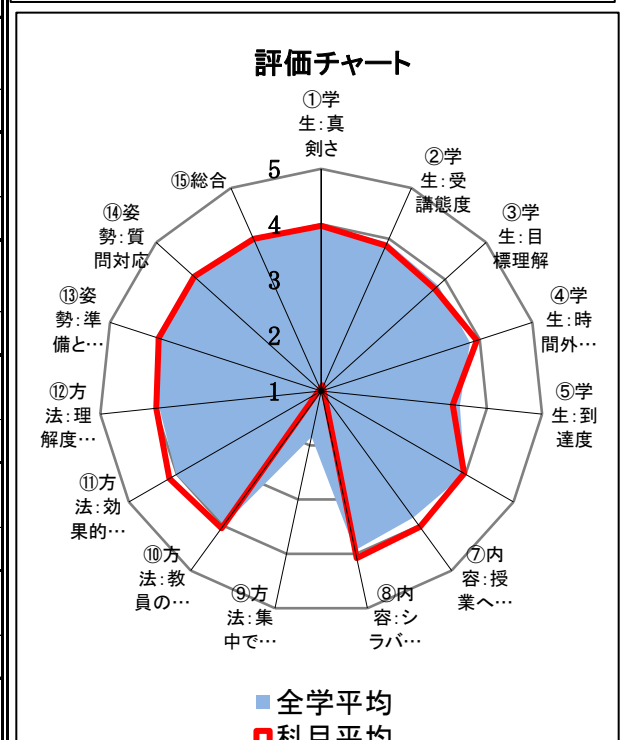 評価チャート
①学
生:真
剣さ
②学
生:受
講態度
③学
生:目
標理解
④学
生:時
間外…
⑤学
生:到
達度
⑦内
容:授
業へ…
⑧内
容:シ
ラバ…
⑨方
法:集
中で…
⑩方
法:教
員の…
⑪方
法:効
果的…
⑫方
法:理
解度…
⑬姿
勢:準
備と…
⑭姿
勢:質
問対応
⑮総合
5
4
3
2
1
全学平均
科目平均